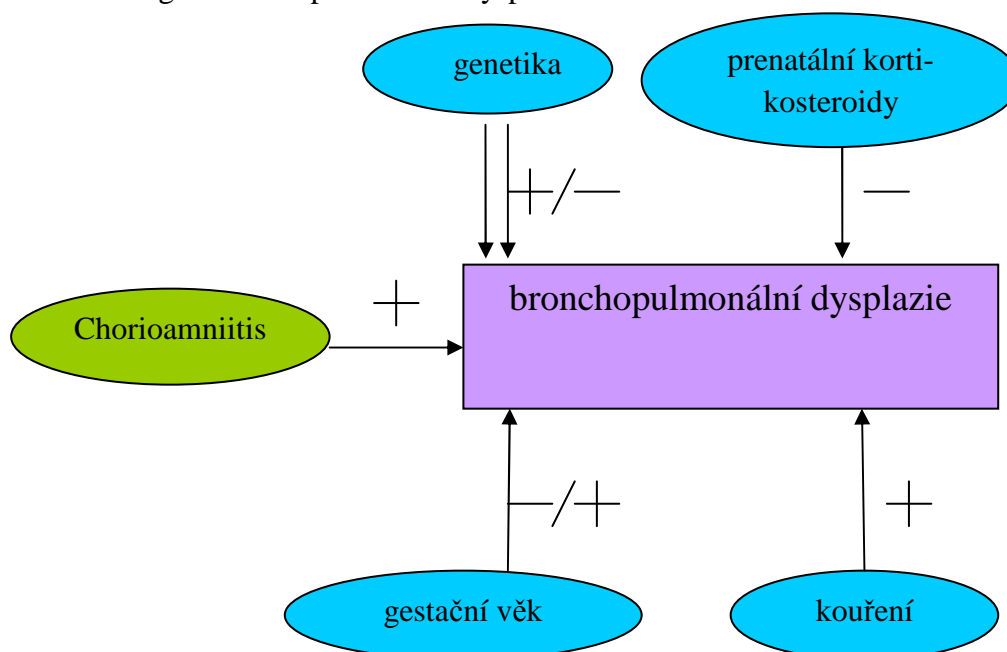 genetika
prenatální korti-
kosteroidy
+/—
—
bronchopulmonální dysplazie
+
Chorioamniitis
—/+
+
gestační věk
kouření